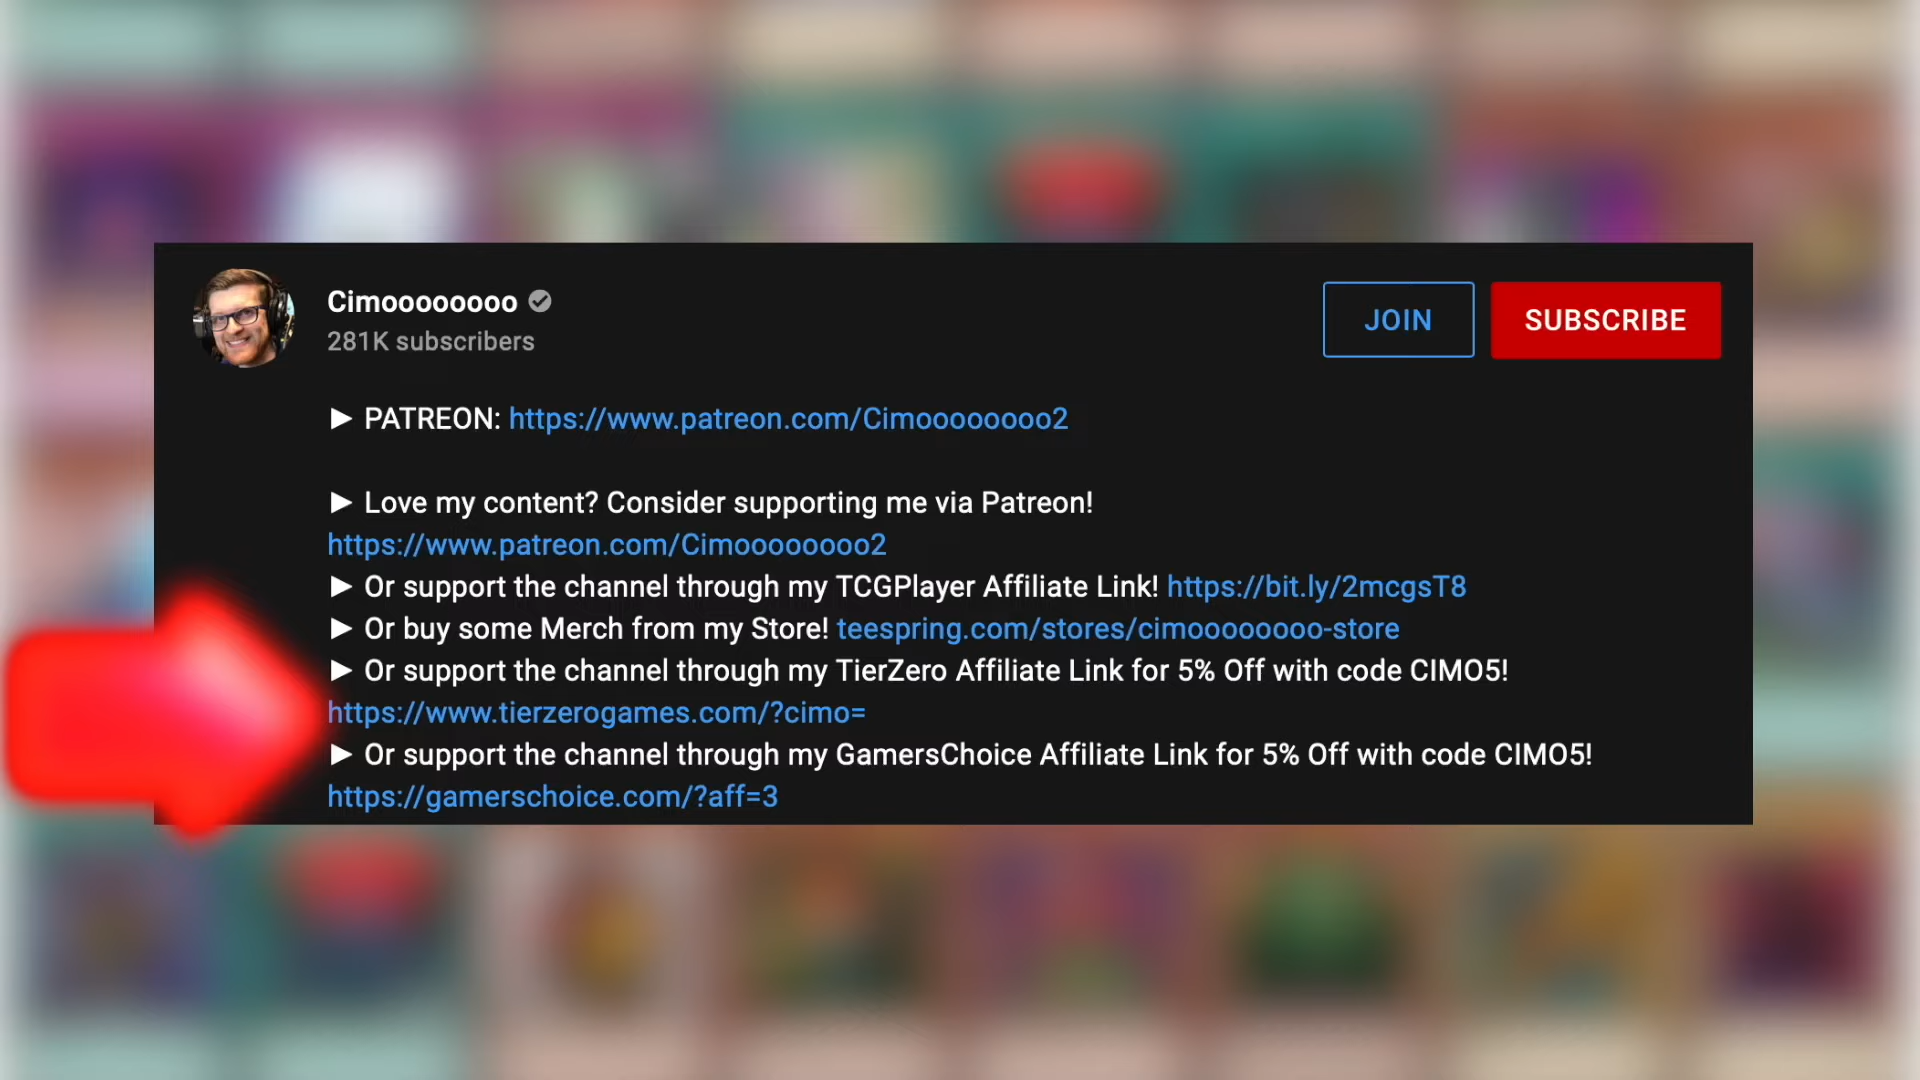 Cimoooooooo
281K subscribers
JOIN
SUBSCRIBE
▶ PATREON: https://www.patreon.com/Cimoooooooo2
▶ Love my content? Consider supporting me via Patreon!
https://www.patreon.com/Cimoooooooo2
▶ Or support the channel through my TCGPlayer Affiliate Link! https://bit.ly/2mcgsT8
▶ Or buy some Merch from my Store! teespring.com/stores/cimoooooooo-store
▶ Or support the channel through my TierZero Affiliate Link for 5% Off with code CIMO5!
https://www.tierzerogames.com/?cimo=
▶ Or support the channel through my GamersChoice Affiliate Link for 5% Off with code CIMO5!
https://gamerschoice.com/?aff=3